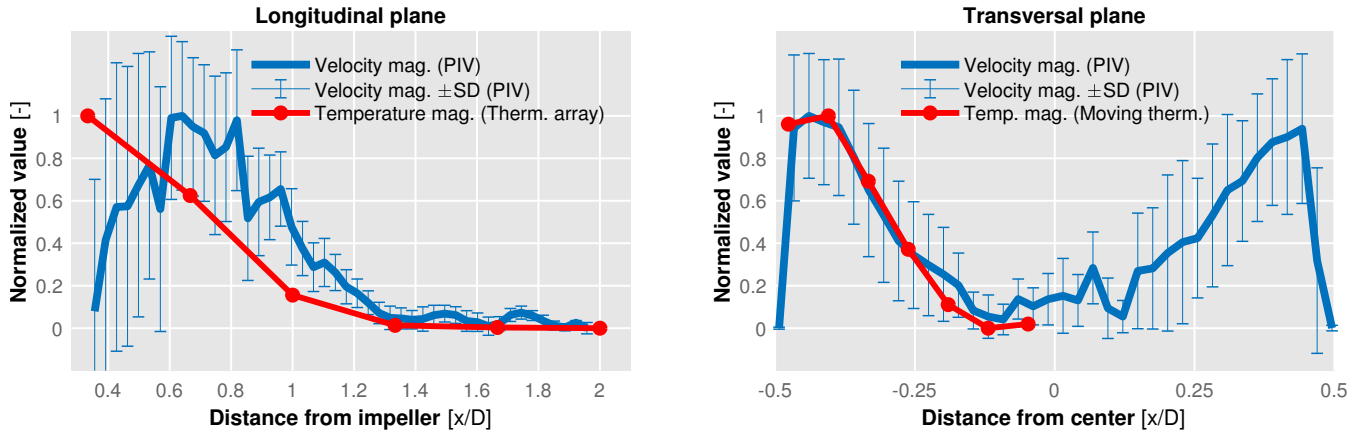 Longitudinal plane
Velocity mag. (PIV)
Velocity mag. ±SD (PIV)
Temperature mag. (Therm. array)
Normalized value [-]
1
0.8
0.6
0.4
0.2
0
0.4
0.6
0.8
1
1.2
1.4
1.6
1.8
2
Distance from impeller [x/D]
Transversal plane
Velocity mag. (PIV)
Velocity mag. ±SD (PIV)
Temp. mag. (Moving therm.)
Normalized value [-]
1
0.8
0.6
0.4
0.2
0
-0.5
-0.25
0
0.25
0.5
Distance from center [x/D]